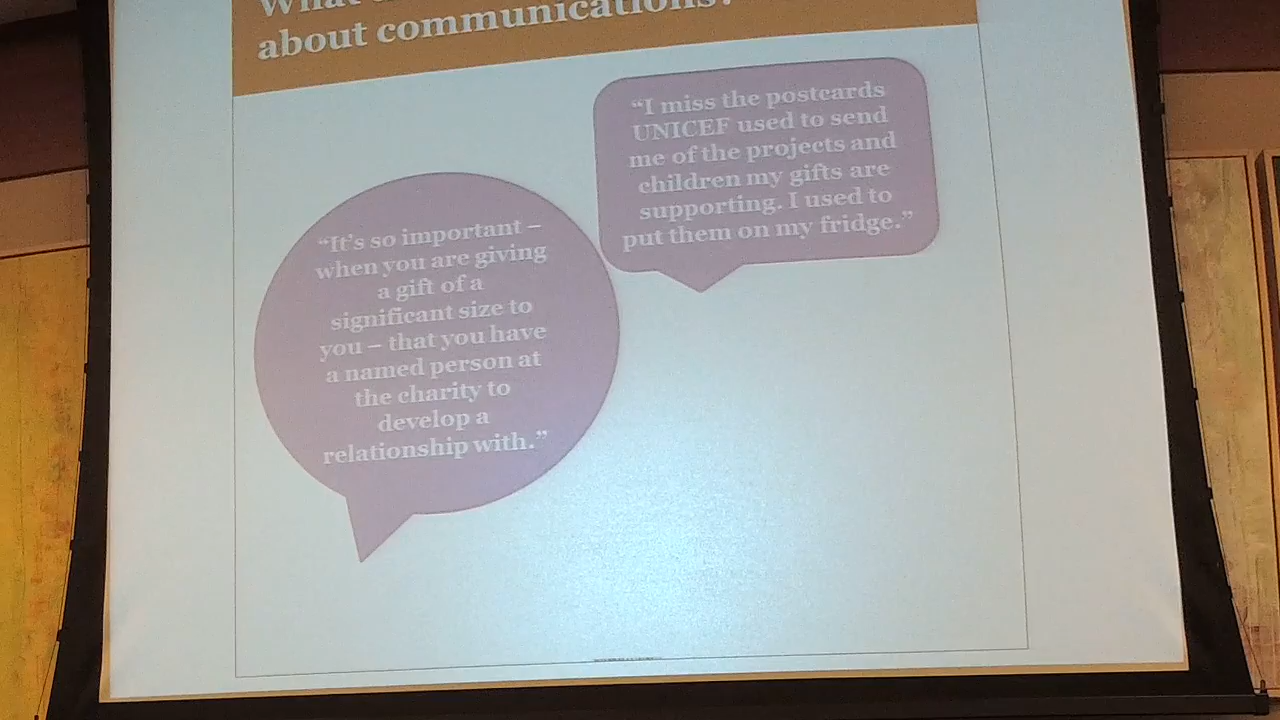 What
about communications?
“It's so important –
when you are giving
a gift of a
significant size to
you – that you have
a named person at
the charity to
develop a
relationship with.”
“I miss the postcards
UNICEF used to send
me of the projects and
children my gifts are
supporting. I used to
put them on my fridge.”